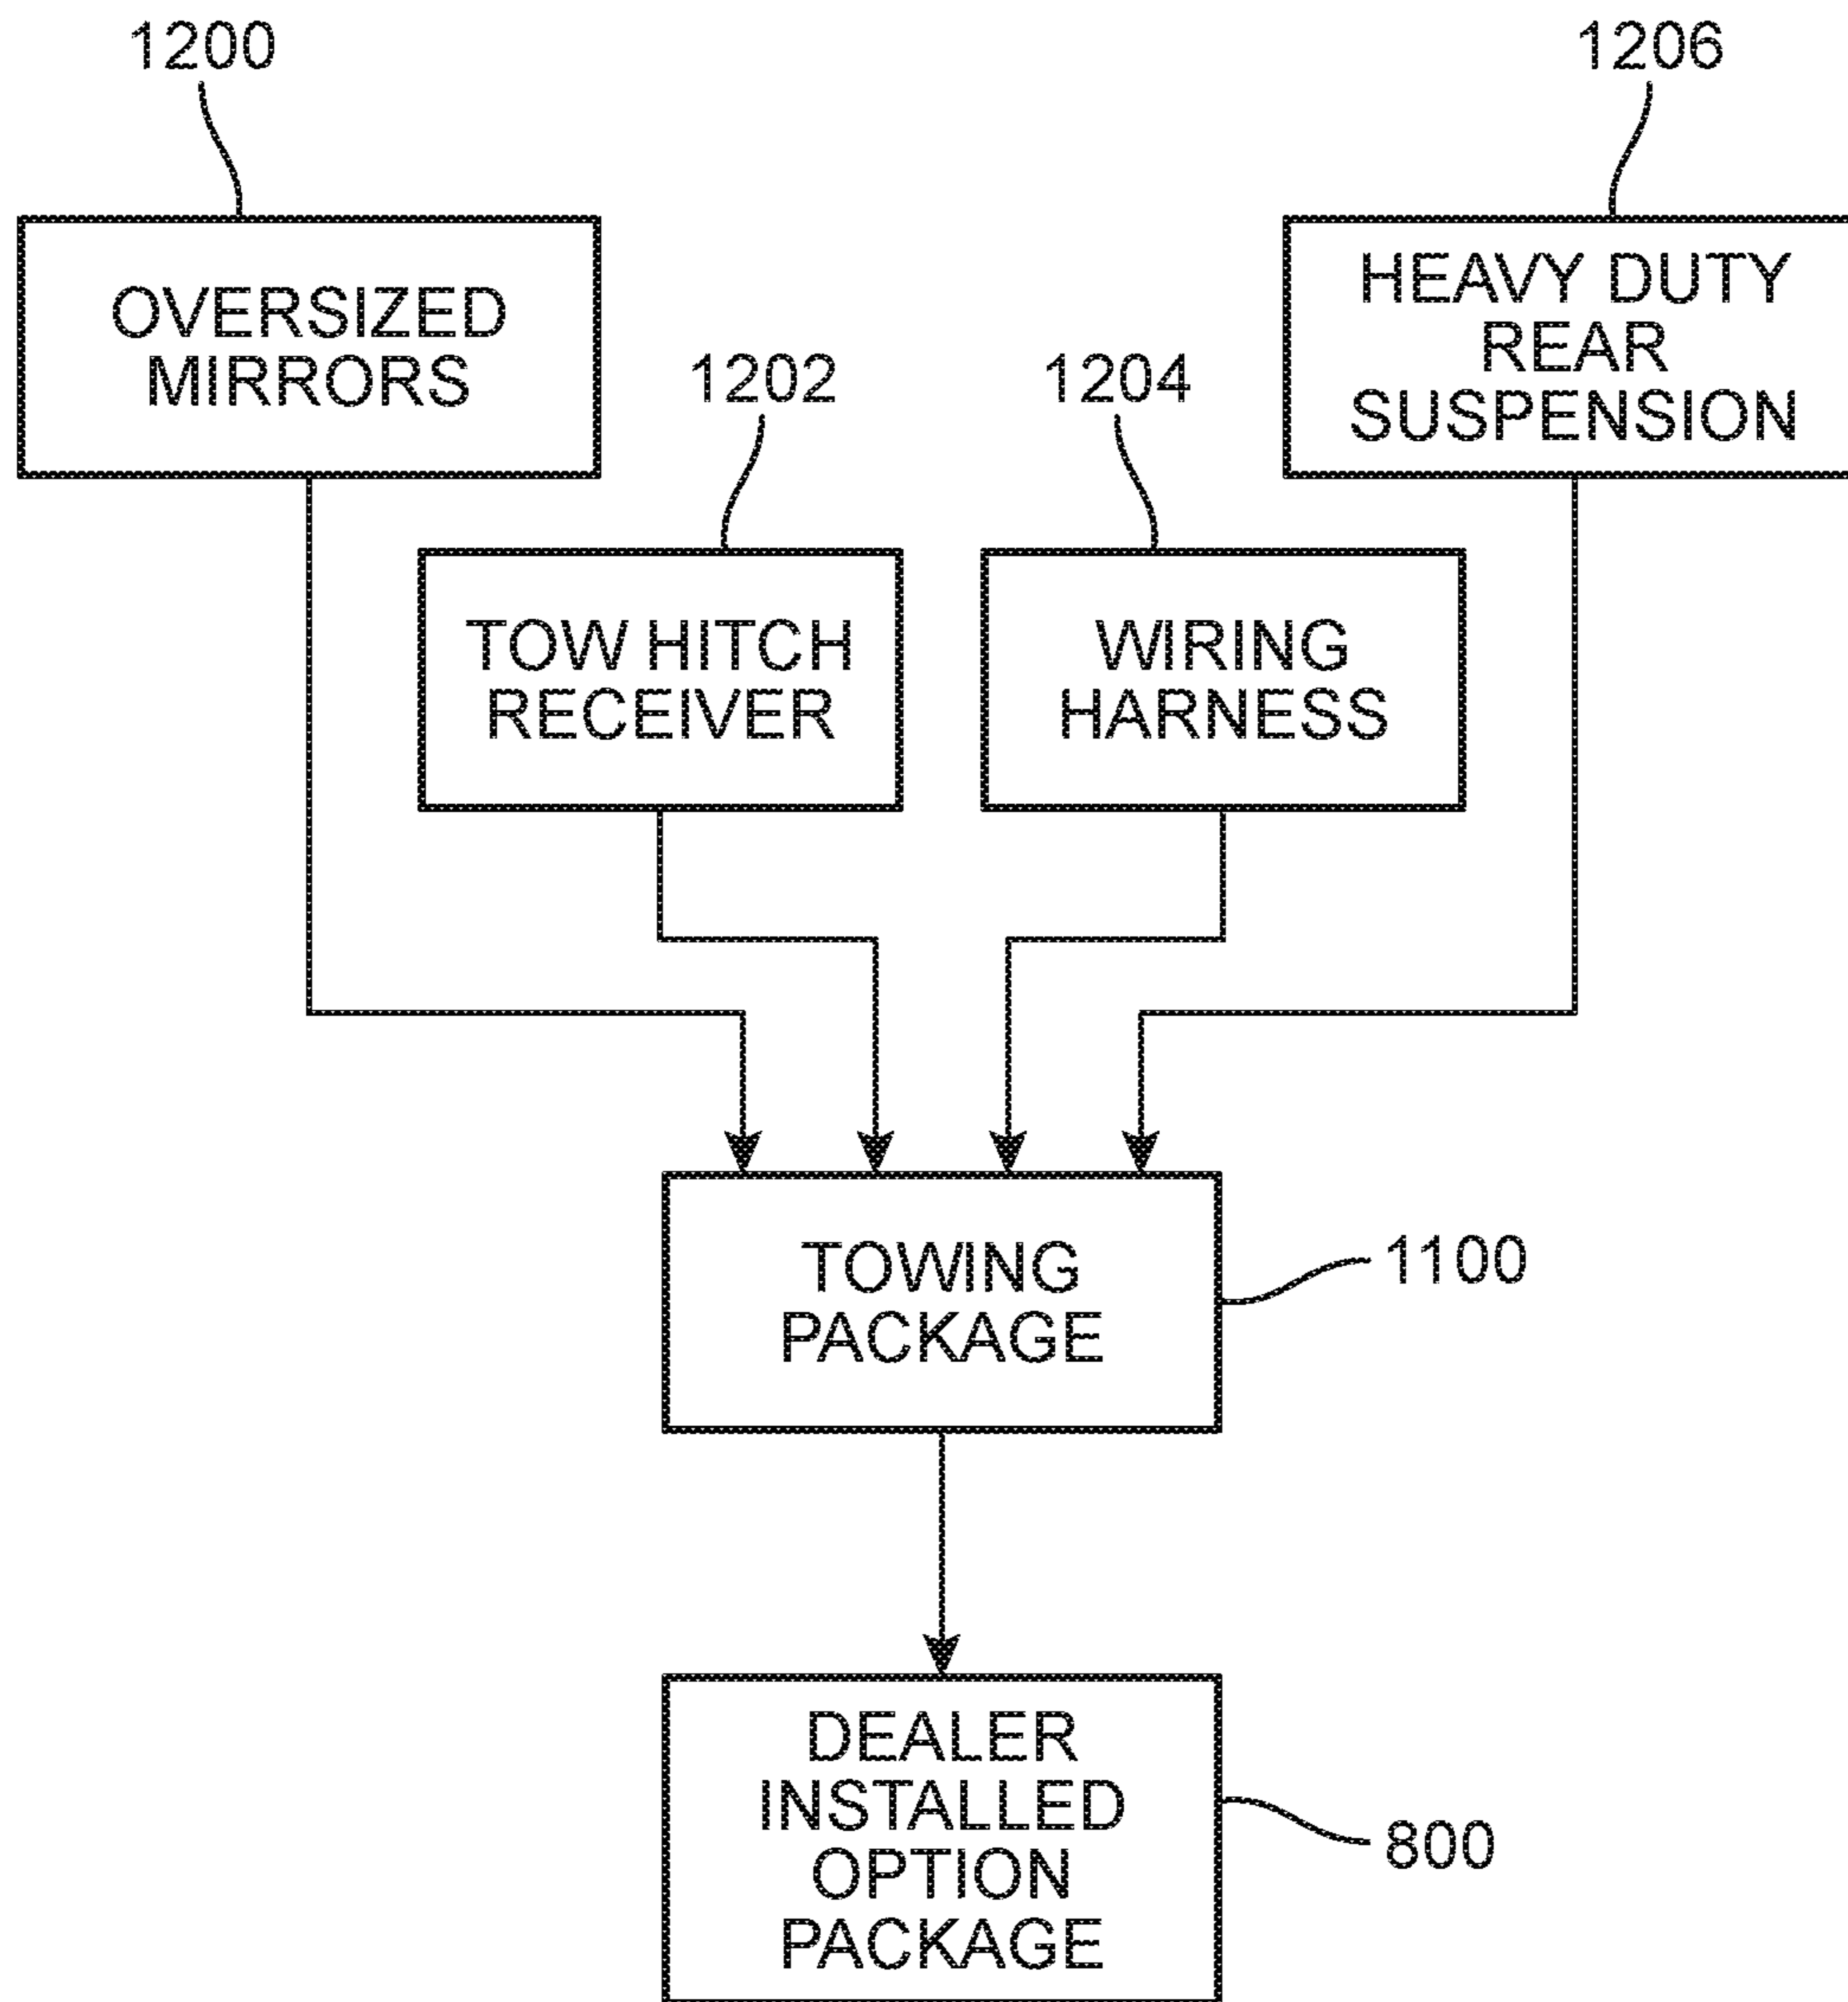 1200
1206
OVERSIZED
MIRRORS
HEAVY DUTY
REAR
SUSPENSION
1202
1204
TOW HITCH
RECEIVER
WIRING
HARNESS
TOWING
PACKAGE
1100
DEALER
INSTALLED
OPTION
PACKAGE
800